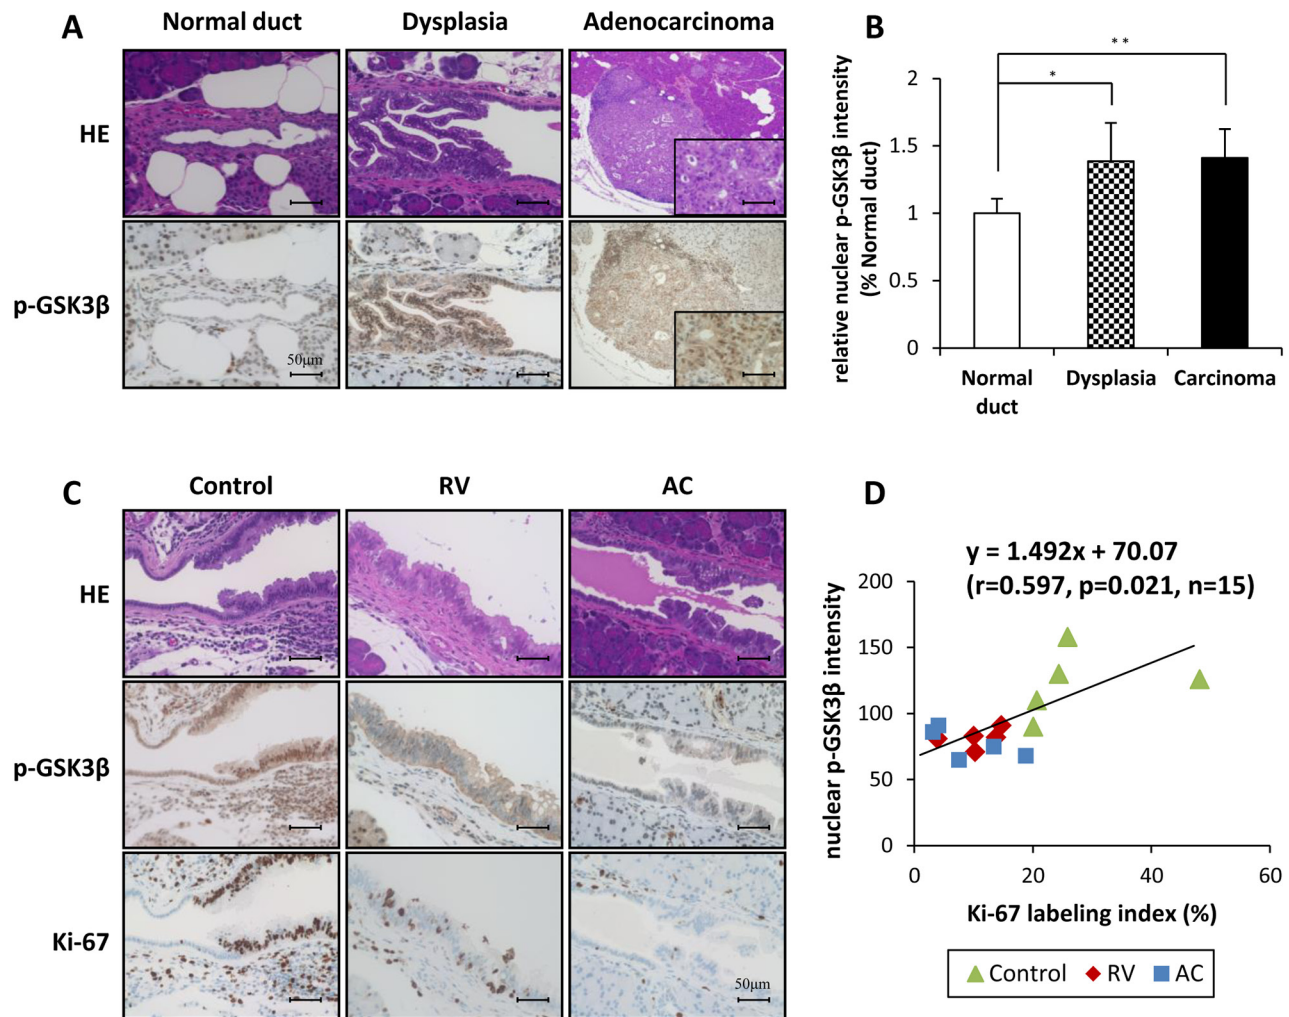 A
Normal duct
Dysplasia
Adenocarcinoma
HE
p-GSK3β
50μm
B
**
*
relative nuclear p-GSK3β intensity
(% Normal duct)
2
1.5
1
0.5
0
Normal
duct
Dysplasia
Carcinoma
C
Control
RV
AC
HE
p-GSK3β
Ki-67
50μm
D
y = 1.492x + 70.07
(r=0.597, p=0.021, n=15)
nuclear p-GSK3β intensity
200
150
100
50
0
0
20
40
60
Ki-67 labeling index (%)
Control
RV
AC